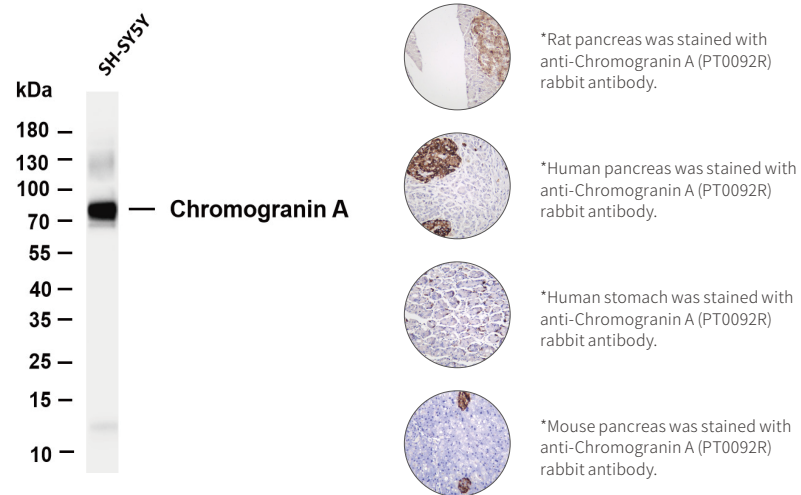 SH-SY5Y
kDa
180
130
100
70
55
40
35
25
15
10
Chromogranin A
*Rat pancreas was stained with
anti-Chromogranin A (PT0092R)
rabbit antibody.
*Human pancreas was stained with
anti-Chromogranin A (PT0092R)
rabbit antibody.
*Human stomach was stained with
anti-Chromogranin A (PT0092R)
rabbit antibody.
*Mouse pancreas was stained with
anti-Chromogranin A (PT0092R)
rabbit antibody.